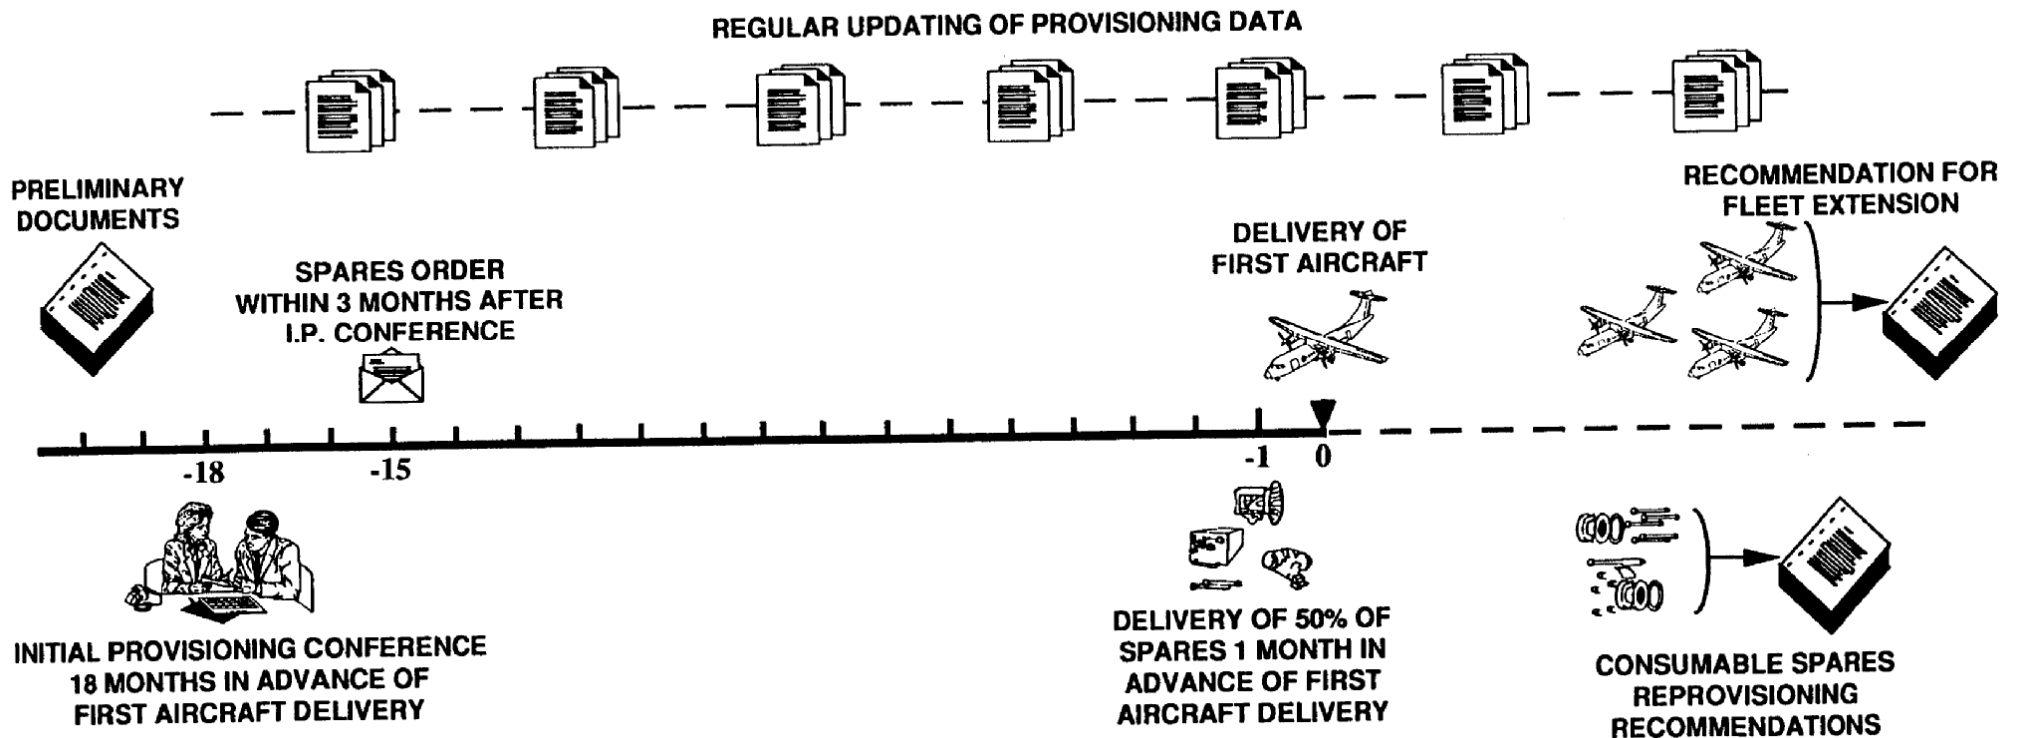 REGULAR UPDATING OF PROVISIONING DATA
PRELIMINARY
DOCUMENTS
RECOMMENDATION FOR
FLEET EXTENSION
DELIVERY OF
FIRST AIRCRAFT
SPARES ORDER
WITHIN 3 MONTHS AFTER
I.P. CONFERENCE
-18
-15
-1
0
INITIAL PROVISIONING CONFERENCE
18 MONTHS IN ADVANCE OF
FIRST AIRCRAFT DELIVERY
DELIVERY OF 50% OF
SPARES 1 MONTH IN
ADVANCE OF FIRST
AIRCRAFT DELIVERY
CONSUMABLE SPARES
REPROVISIONING
RECOMMENDATIONS